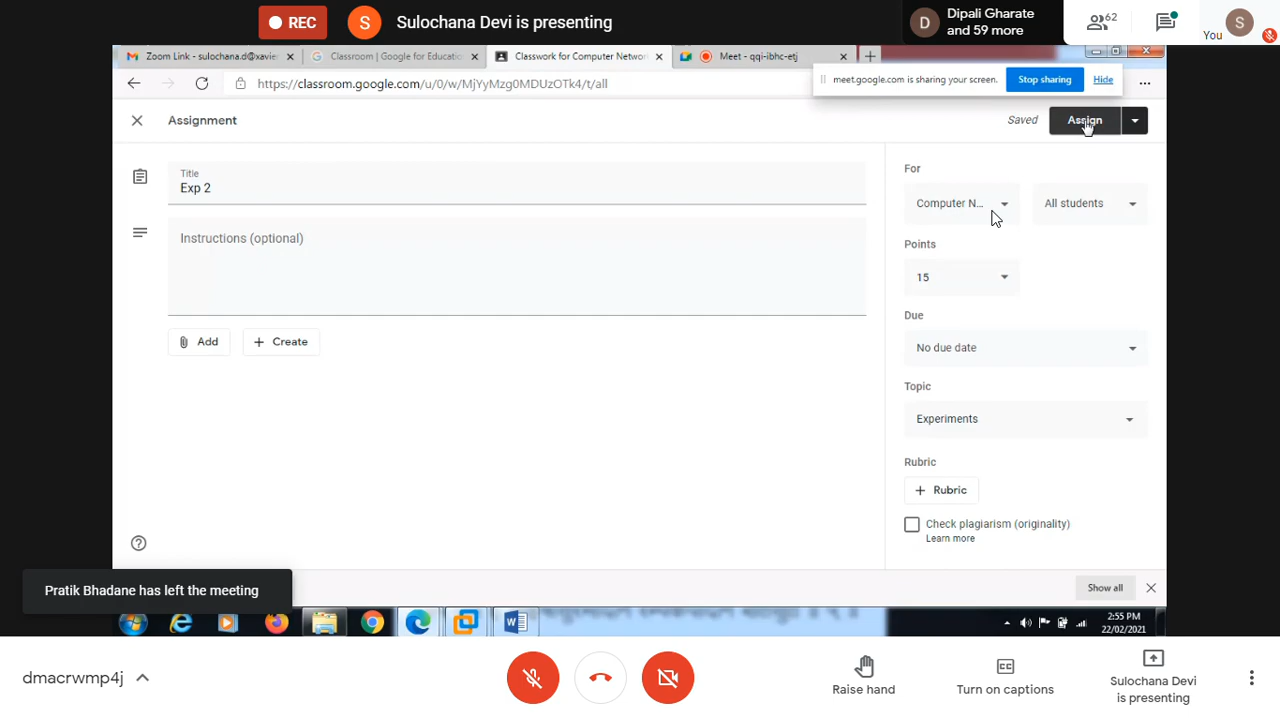 REC
S
Sulochana Devi is presenting
D
Dipali Gharate
and 59 more
62
You
S
Zoom Link - sulochana.d@xavie
Classroom | Google for Educatio
Classwork for Computer Networ
Meet - qqi-ibhc-etj
https://classroom.google.com/u/0/w/MjYyMzg0MDUzOTk4/t/all
meet.google.com is sharing your screen.
Stop sharing
Hide
Assignment
Saved
Assign
Title
Exp 2
Instructions (optional)
Add
Create
For
Computer N...
All students
Points
15
Due
No due date
Topic
Experiments
Rubric
Rubric
Check plagiarism (originality)
Learn more
Show all
Pratik Bhadane has left the meeting
2:55 PM
22/02/2021
dmacrwmp4j
Raise hand
Turn on captions
Sulochana Devi
is presenting